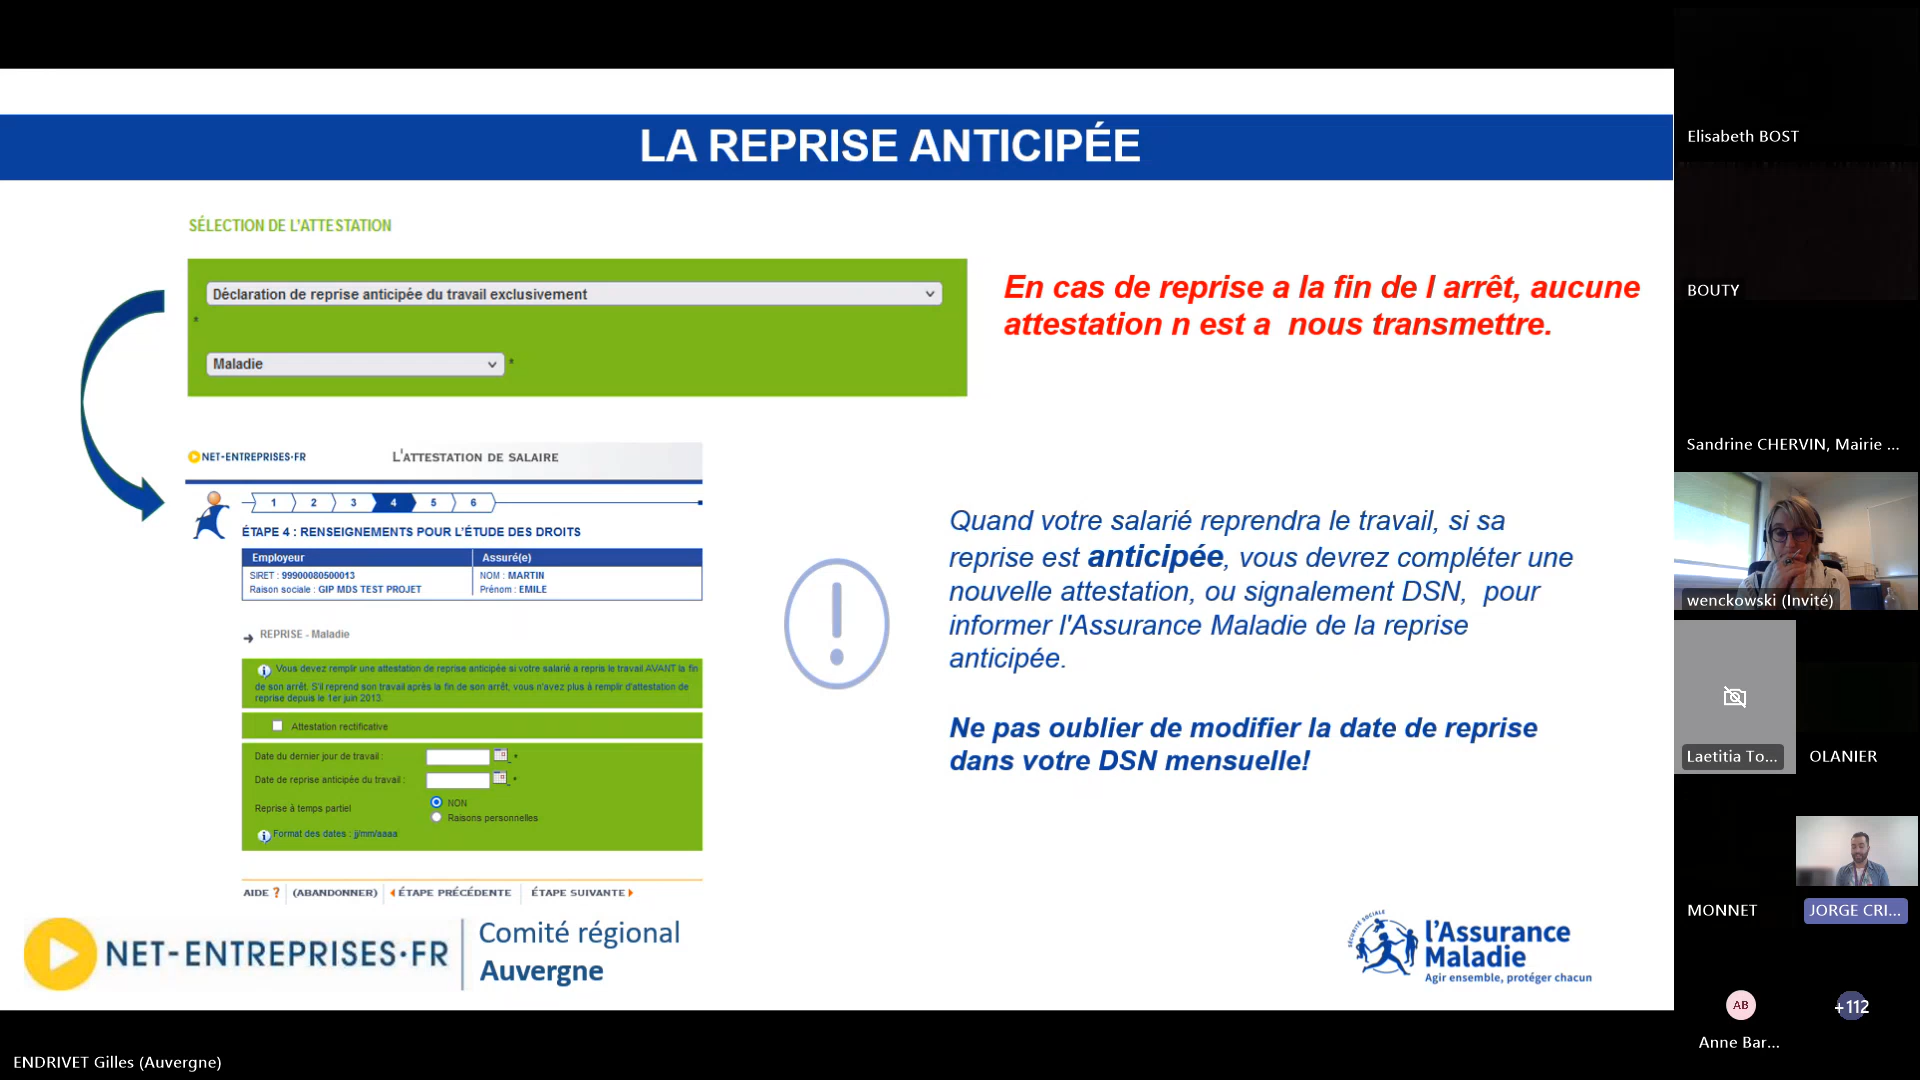 LA REPRISE ANTICIPÉE
SÉLECTION DE L'ATTESTATION
Déclaration de reprise anticipée du travail exclusivement
*
Maladie *
En cas de reprise a la fin de l arrêt, aucune
attestation n est a nous transmettre.
NET-ENTREPRISES·FR
L'ATTESTATION DE SALAIRE
1 2 3 4 5 6
ÉTAPE 4 : RENSEIGNEMENTS POUR L'ÉTUDE DES DROITS
Employeur Assuré(e)
SIRET : 99900080500013 NOM : MARTIN
Raison sociale : GIP MDS TEST PROJET Prénom : EMILE
REPRISE - Maladie
Vous devez remplir une attestation de reprise anticipée si votre salarié a repris le travail AVANT la fin
de son arrêt. S'il reprend son travail après la fin de son arrêt, vous n'avez plus à remplir d'attestation de
reprise depuis le 1er juin 2013.
Attestation rectificative
Date du dernier jour de travail : *
Date de reprise anticipée du travail : *
Reprise à temps partiel NON
Raisons personnelles
Format des dates : jj/mm/aaaa
AIDE ? (ABANDONNER) ÉTAPE PRÉCÉDENTE ÉTAPE SUIVANTE
Quand votre salarié reprendra le travail, si sa
reprise est anticipée, vous devrez compléter une
nouvelle attestation, ou signalement DSN, pour
informer l'Assurance Maladie de la reprise
anticipée.
Ne pas oublier de modifier la date de reprise
dans votre DSN mensuelle!
NET-ENTREPRISES·FR
Comité régional
Auvergne
SÉCURITÉ SOCIALE
l'Assurance
Maladie
Agir ensemble, protéger chacun
Elisabeth BOST
BOUTY
Sandrine CHERVIN, Mairie ...
wenckowski (Invité)
Laetitia To...
OLANIER
MONNET
JORGE CRI...
AB
+112
Anne Bar...
ENDRIVET Gilles (Auvergne)